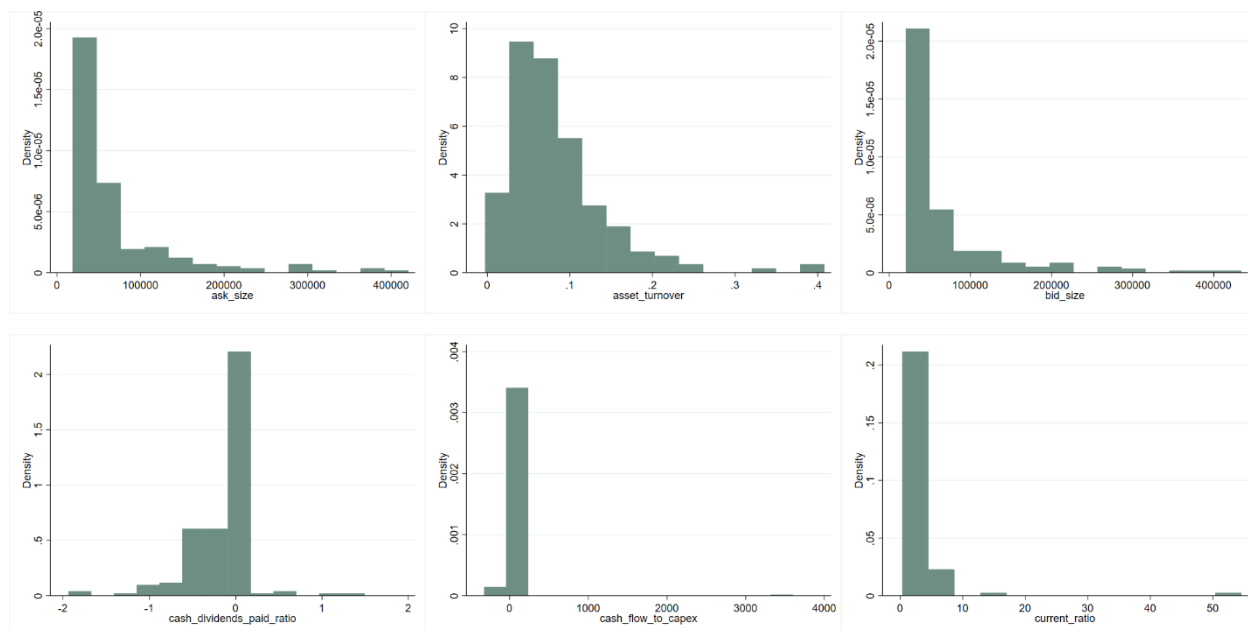 2.0e-05
1.5e-05
Density
1.0e-05
5.0e-06
0
0 100000 200000 300000 400000
ask_size
10
8
6
Density
4
2
0
0 .1 .2 .3 .4
asset_turnover
2.0e-05
1.5e-05
Density
1.0e-05
5.0e-06
0
0 100000 200000 300000 400000
bid_size
2
1.5
Density
1
.5
0
-2 -1 0 1 2
cash_dividends_paid_ratio
.004
.003
Density
.002
.001
0
0 1000 2000 3000 4000
cash_flow_to_capex
.2
.15
Density
.1
.05
0
0 10 20 30 40 50
current_ratio